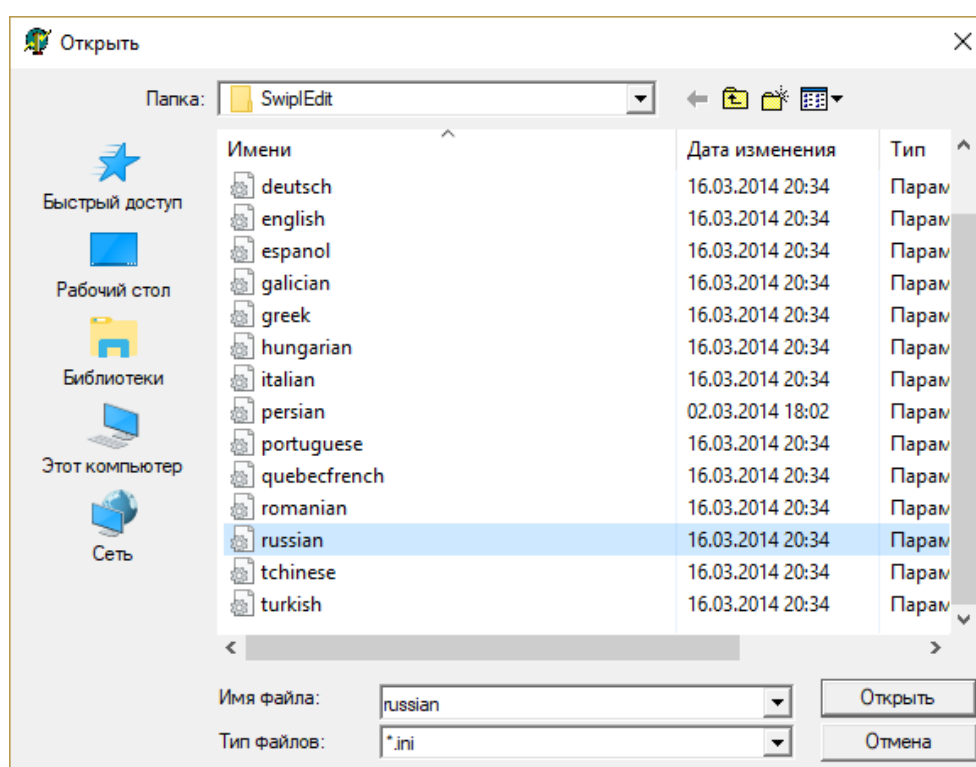 Открыть
Папка: SwiplEdit
Имени Дата изменения Тип
deutsch 16.03.2014 20:34 Парам
english 16.03.2014 20:34 Парам
espanol 16.03.2014 20:34 Парам
galician 16.03.2014 20:34 Парам
greek 16.03.2014 20:34 Парам
hungarian 16.03.2014 20:34 Парам
italian 16.03.2014 20:34 Парам
persian 02.03.2014 18:02 Парам
portuguese 16.03.2014 20:34 Парам
quebecfrench 16.03.2014 20:34 Парам
romanian 16.03.2014 20:34 Парам
russian 16.03.2014 20:34 Парам
tchinese 16.03.2014 20:34 Парам
turkish 16.03.2014 20:34 Парам
Быстрый доступ
Рабочий стол
Библиотеки
Этот компьютер
Сеть
Имя файла: russian Открыть
Тип файлов: *.ini Отмена